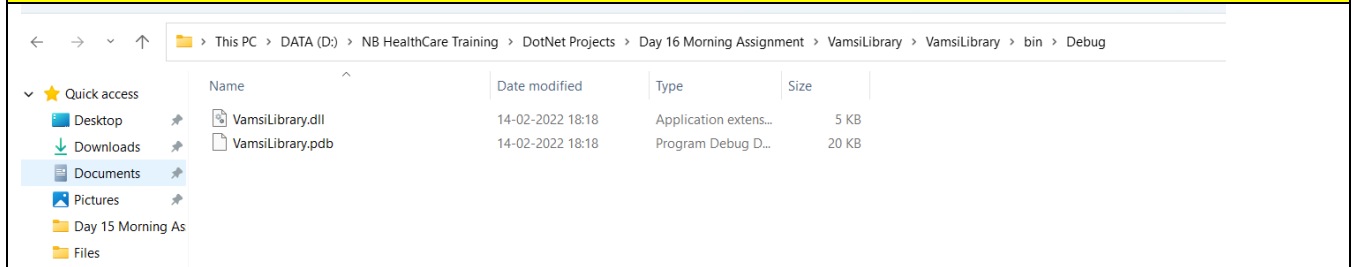 This PC > DATA (D:) > NB HealthCare Training > DotNet Projects > Day 16 Morning Assignment > VamsiLibrary > VamsiLibrary > bin > Debug
Quick access
Desktop
Downloads
Documents
Pictures
Day 15 Morning As
Files
Name Date modified Type Size
VamsiLibrary.dll 14-02-2022 18:18 Application extens... 5 KB
VamsiLibrary.pdb 14-02-2022 18:18 Program Debug D... 20 KB